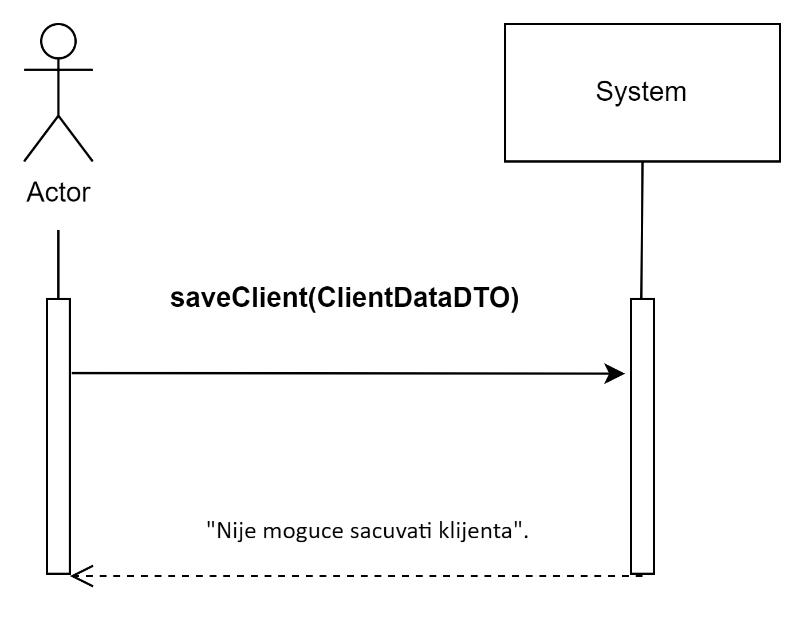 System
Actor
saveClient(ClientDataDTO)
"Nije moguce sacuvati klijenta".